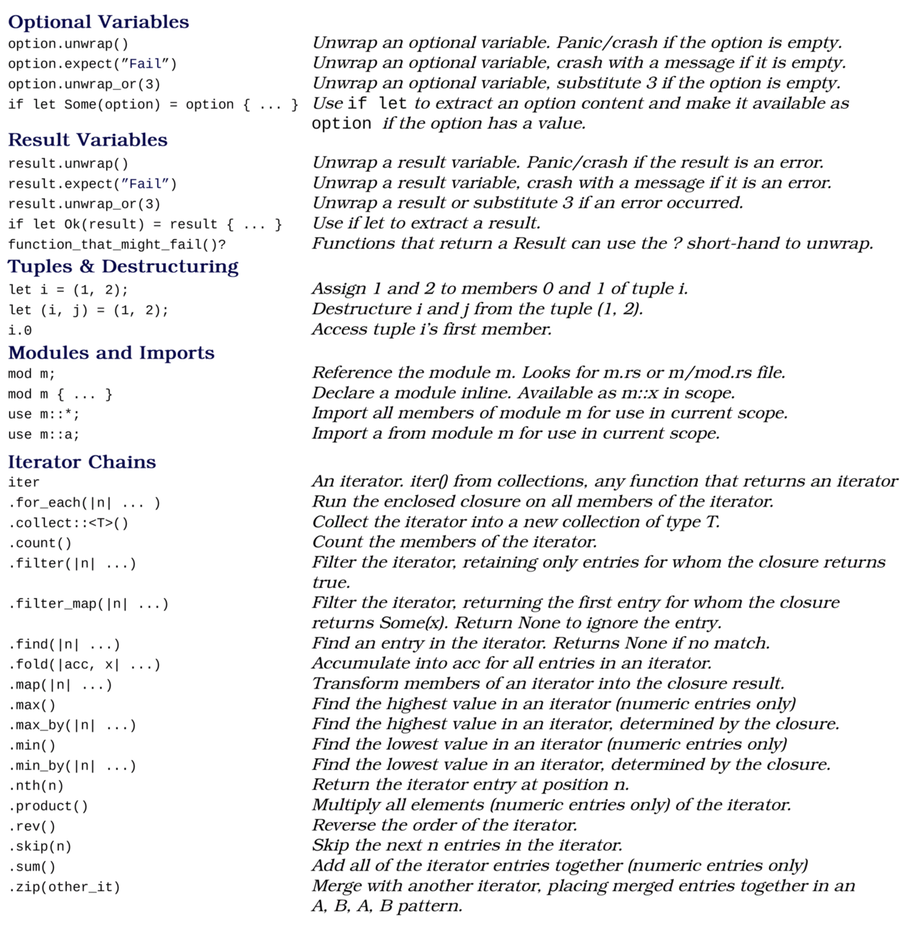 Optional Variables
option.unwrap() Unwrap an optional variable. Panic/crash if the option is empty.
option.expect(”Fail”) Unwrap an optional variable, crash with a message if it is empty.
option.unwrap_or(3) Unwrap an optional variable, substitute 3 if the option is empty.
if let Some(option) = option { ... } Use if let to extract an option content and make it available as
option if the option has a value.
Result Variables
result.unwrap() Unwrap a result variable. Panic/crash if the result is an error.
result.expect(”Fail”) Unwrap a result variable, crash with a message if it is an error.
result.unwrap_or(3) Unwrap a result or substitute 3 if an error occurred.
if let Ok(result) = result { ... } Use if let to extract a result.
function_that_might_fail()? Functions that return a Result can use the ? short-hand to unwrap.
Tuples & Destructuring
let i = (1, 2); Assign 1 and 2 to members 0 and 1 of tuple i.
let (i, j) = (1, 2); Destructure i and j from the tuple (1, 2).
i.0 Access tuple i’s first member.
Modules and Imports
mod m; Reference the module m. Looks for m.rs or m/mod.rs file.
mod m { ... } Declare a module inline. Available as m::x in scope.
use m::*; Import all members of module m for use in current scope.
use m::a; Import a from module m for use in current scope.
Iterator Chains
iter An iterator. iter() from collections, any function that returns an iterator
.for_each(|n| ... ) Run the enclosed closure on all members of the iterator.
.collect::<T>() Collect the iterator into a new collection of type T.
.count() Count the members of the iterator.
.filter(|n| ...) Filter the iterator, retaining only entries for whom the closure returns
true.
.filter_map(|n| ...) Filter the iterator, returning the first entry for whom the closure
returns Some(x). Return None to ignore the entry.
.find(|n| ...) Find an entry in the iterator. Returns None if no match.
.fold(|acc, x| ...) Accumulate into acc for all entries in an iterator.
.map(|n| ...) Transform members of an iterator into the closure result.
.max() Find the highest value in an iterator (numeric entries only)
.max_by(|n| ...) Find the highest value in an iterator, determined by the closure.
.min() Find the lowest value in an iterator (numeric entries only)
.min_by(|n| ...) Find the lowest value in an iterator, determined by the closure.
.nth(n) Return the iterator entry at position n.
.product() Multiply all elements (numeric entries only) of the iterator.
.rev() Reverse the order of the iterator.
.skip(n) Skip the next n entries in the iterator.
.sum() Add all of the iterator entries together (numeric entries only)
.zip(other_it) Merge with another iterator, placing merged entries together in an
A, B, A, B pattern.